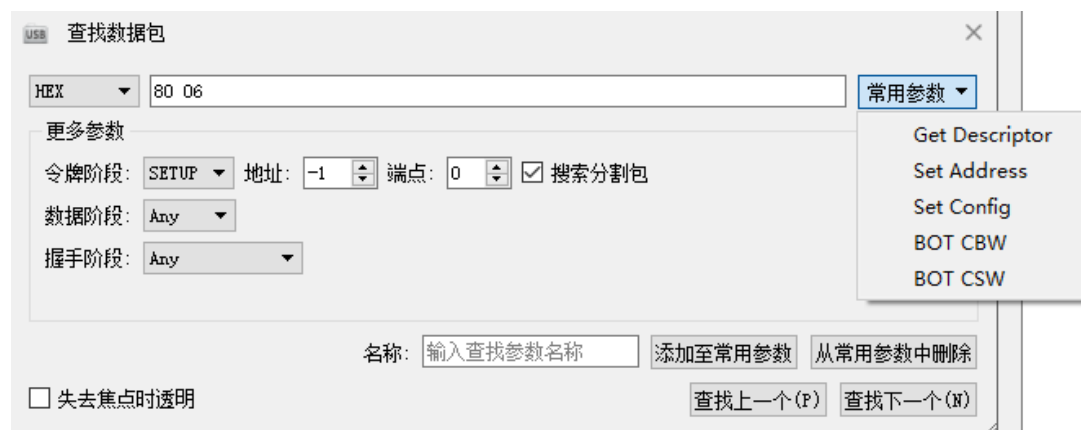 USB 查找数据包
HEX 80 06 常用参数
更多参数
令牌阶段: SETUP 地址: -1 端点: 0 搜索分割包
数据阶段: Any
握手阶段: Any
Get Descriptor
Set Address
Set Config
BOT CBW
BOT CSW
名称: 输入查找参数名称 添加至常用参数 从常用参数中删除
失去焦点时透明 查找上一个(P) 查找下一个(N)